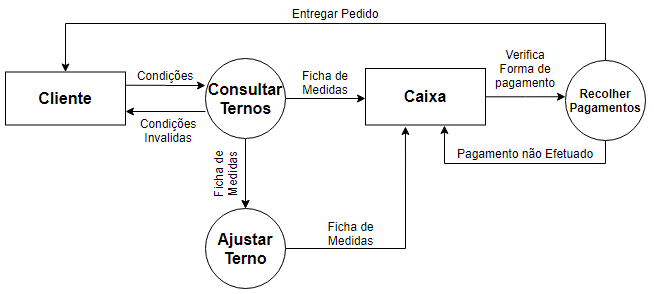 Entregar Pedido
Condições
Cliente
Condições
Invalidas
Consultar
Ternos
Ficha de
Medidas
Caixa
Verifica
Forma de
pagamento
Recolher
Pagamentos
Pagamento não Efetuado
Ficha de
Medidas
Ajustar
Terno
Ficha de
Medidas